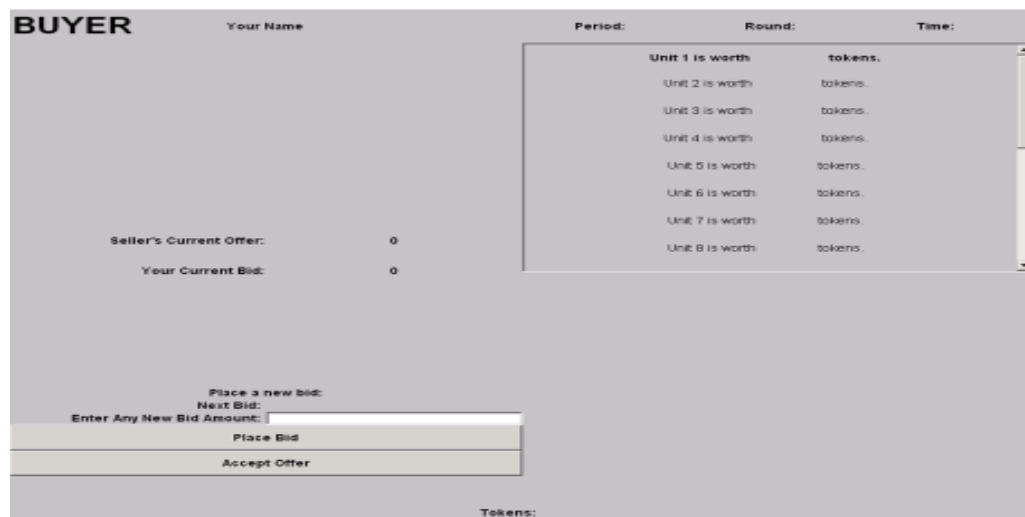 BUYER Your Name Period: Round: Time:
Unit 1 is worth tokens.
Unit 2 is worth tokens.
Unit 3 is worth tokens.
Unit 4 is worth tokens.
Unit 5 is worth tokens.
Unit 6 is worth tokens.
Unit 7 is worth tokens.
Unit 8 is worth tokens.
Seller's Current Offer: 0
Your Current Bid: 0
Place a new bid:
Next Bid:
Enter Any New Bid Amount:
Place Bid
Accept Offer
Tokens: